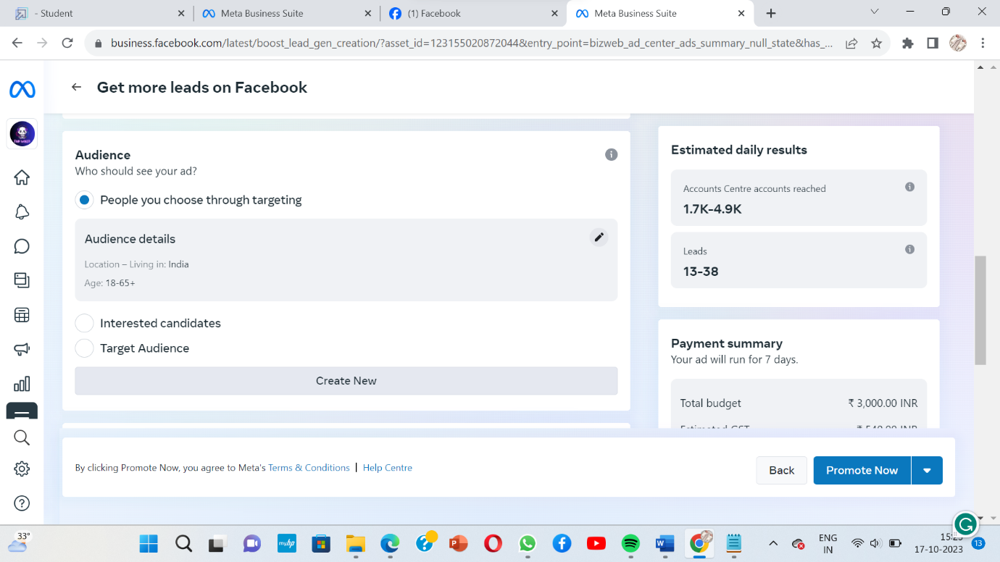 - Student
Meta Business Suite
(1) Facebook
Meta Business Suite
business.facebook.com/latest/boost_lead_gen_creation/?asset_id=123155020872044&entry_point=bizweb_ad_center_ads_summary_null_state&has_...
Get more leads on Facebook
Audience
Who should see your ad?
People you choose through targeting
Audience details
Location – Living in: India
Age: 18-65+
Interested candidates
Target Audience
Create New
Estimated daily results
Accounts Centre accounts reached
1.7K-4.9K
Leads
13-38
Payment summary
Your ad will run for 7 days.
Total budget ₹ 3,000.00 INR
By clicking Promote Now, you agree to Meta's Terms & Conditions | Help Centre
Back
Promote Now
33°
ENG
IN
17-10-2023
13